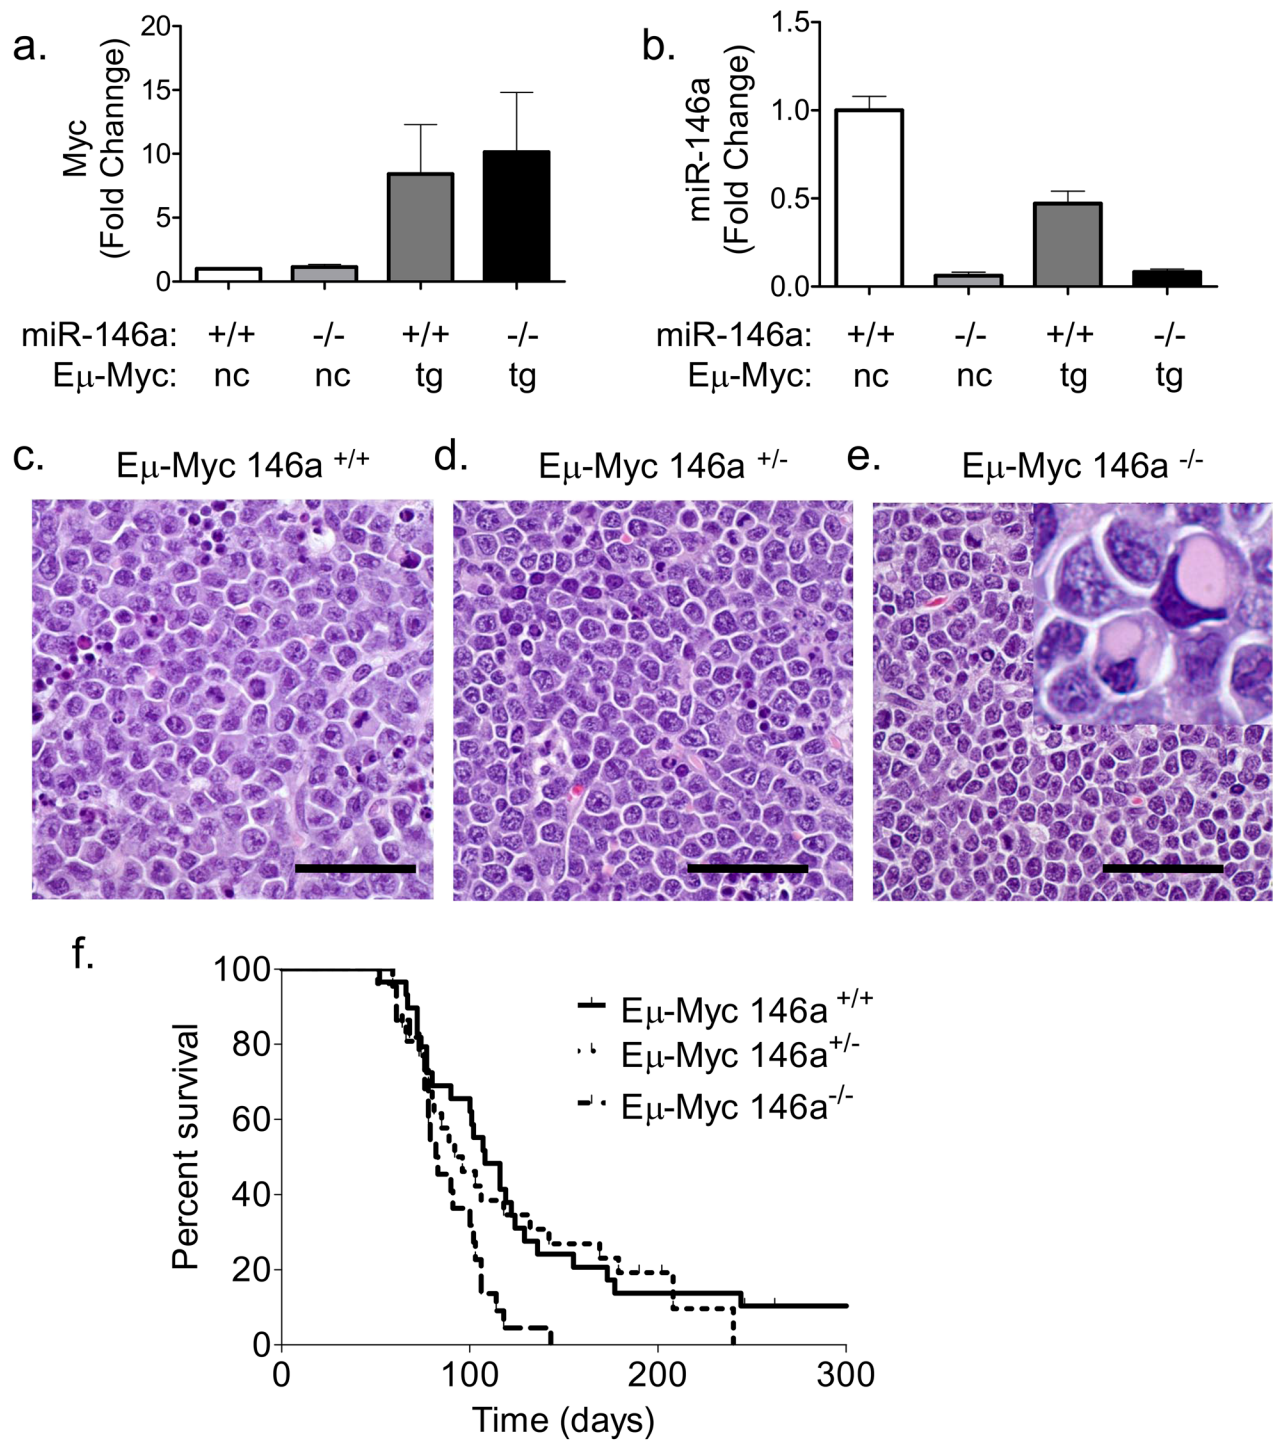 a.
Myc
(Fold Channge)
20
15
10
5
0
miR-146a: +/+ -/- +/+ -/-
Eμ-Myc: nc nc tg tg
b.
miR-146a
(Fold Change)
1.5
1.0
0.5
0.0
miR-146a: +/+ -/- +/+ -/-
Eμ-Myc: nc nc tg tg
c. Eμ-Myc 146a +/+
d. Eμ-Myc 146a +/-
e. Eμ-Myc 146a -/-
f.
Percent survival
100
80
60
40
20
0
0 100 200 300
Time (days)
Eμ-Myc 146a +/+
Eμ-Myc 146a+/-
Eμ-Myc 146a-/-